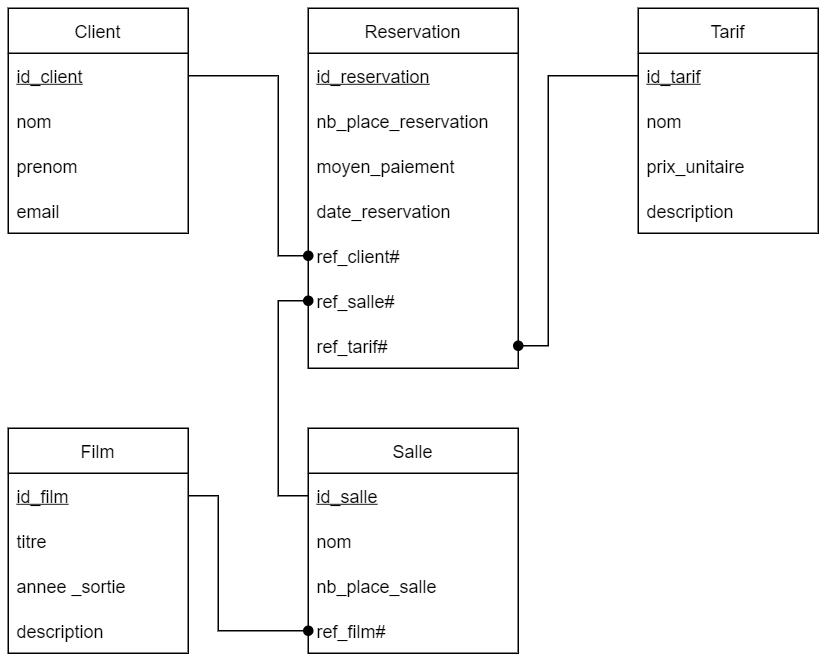 Client
id_client
nom
prenom
email
Reservation
id_reservation
nb_place_reservation
moyen_paiement
date_reservation
ref_client#
ref_salle#
ref_tarif#
Tarif
id_tarif
nom
prix_unitaire
description
Film
id_film
titre
annee _sortie
description
Salle
id_salle
nom
nb_place_salle
ref_film#